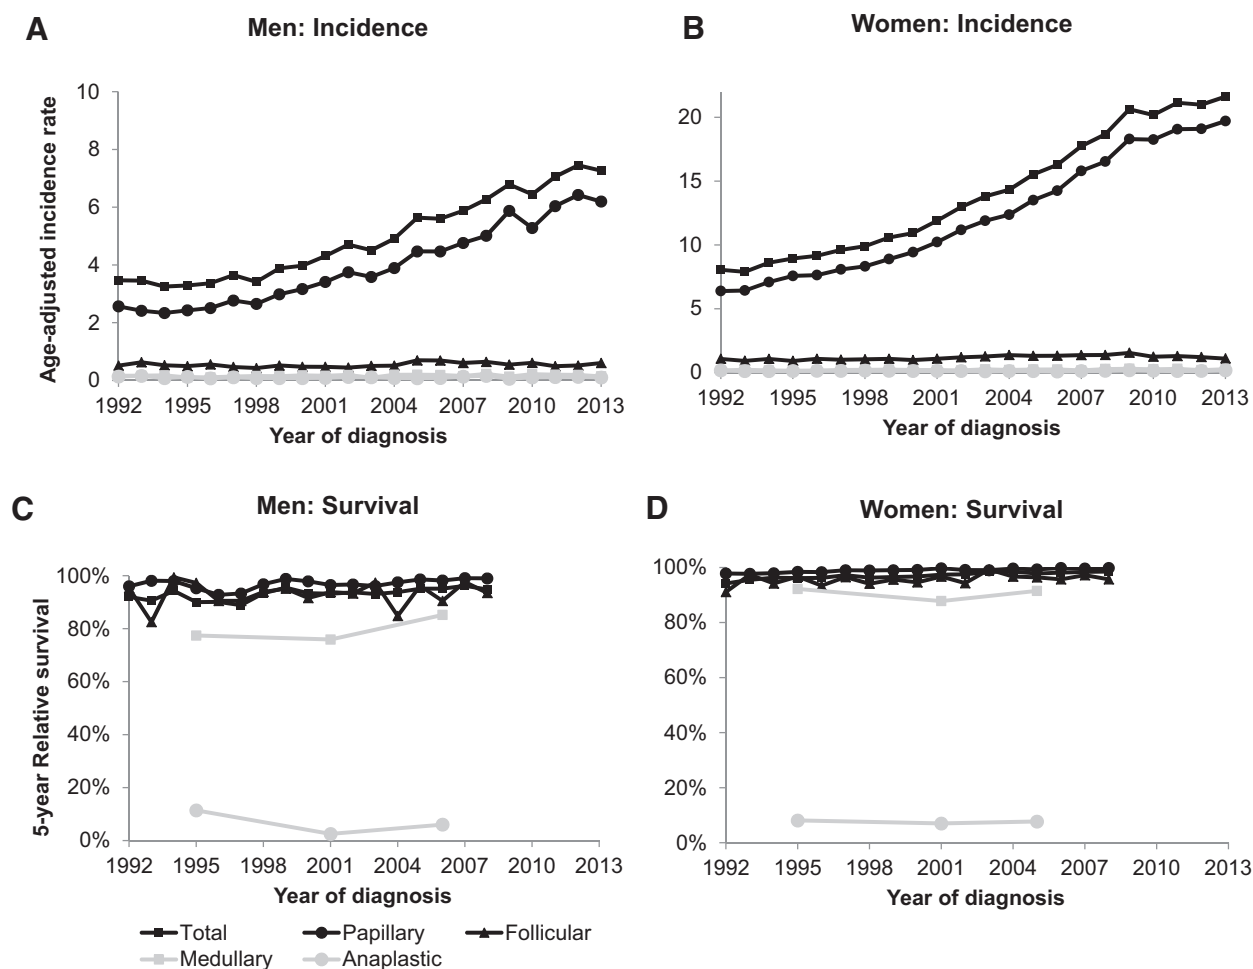 A
Men: Incidence
Age-adjusted incidence rate
10
8
6
4
2
0
1992 1995 1998 2001 2004 2007 2010 2013
Year of diagnosis
B
Women: Incidence
20
15
10
5
0
1992 1995 1998 2001 2004 2007 2010 2013
Year of diagnosis
C
Men: Survival
5-year Relative survival
100%
80%
60%
40%
20%
0%
1992 1995 1998 2001 2004 2007 2010 2013
Year of diagnosis
D
Women: Survival
100%
80%
60%
40%
20%
0%
1992 1995 1998 2001 2004 2007 2010 2013
Year of diagnosis
Total Papillary Follicular
Medullary Anaplastic